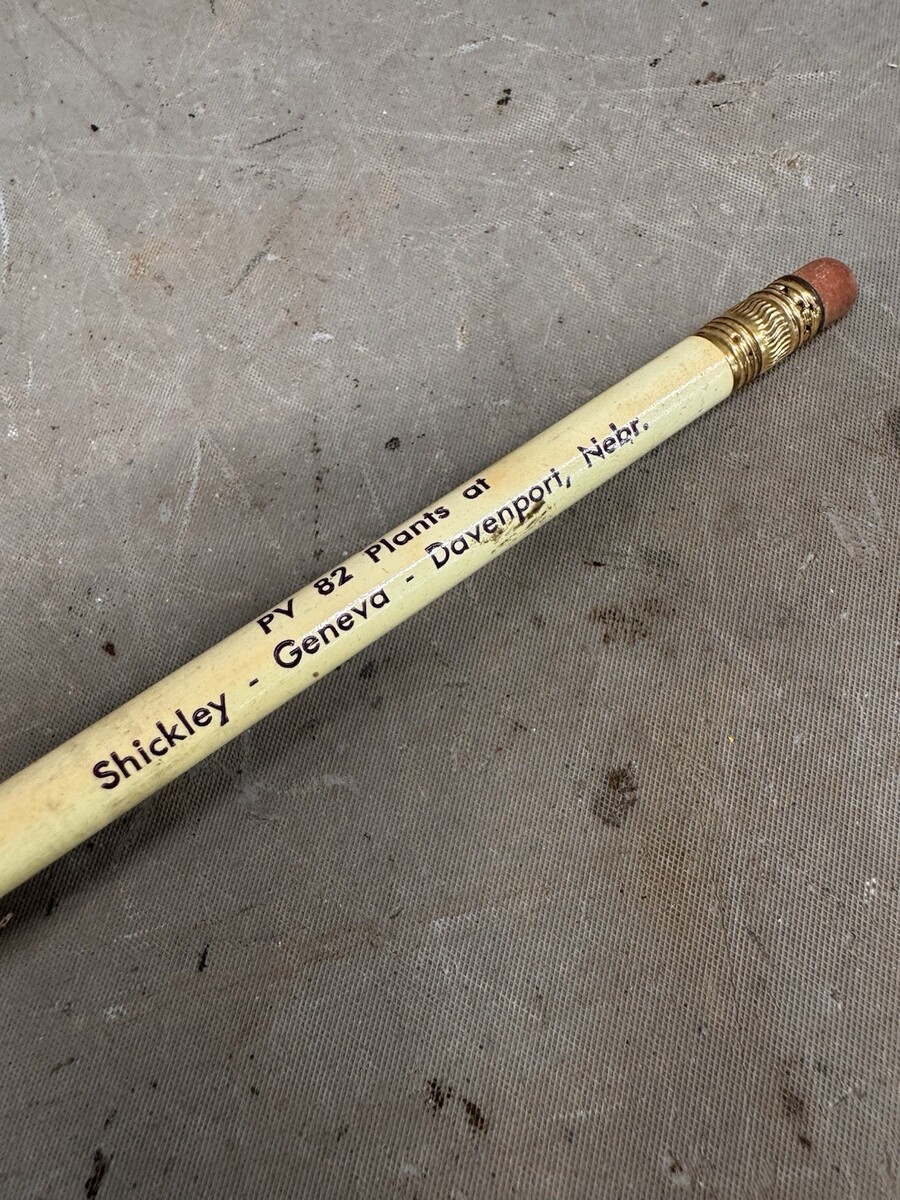 PV 82 Plants at
Shickley - Geneva - Davenport, Nebr.